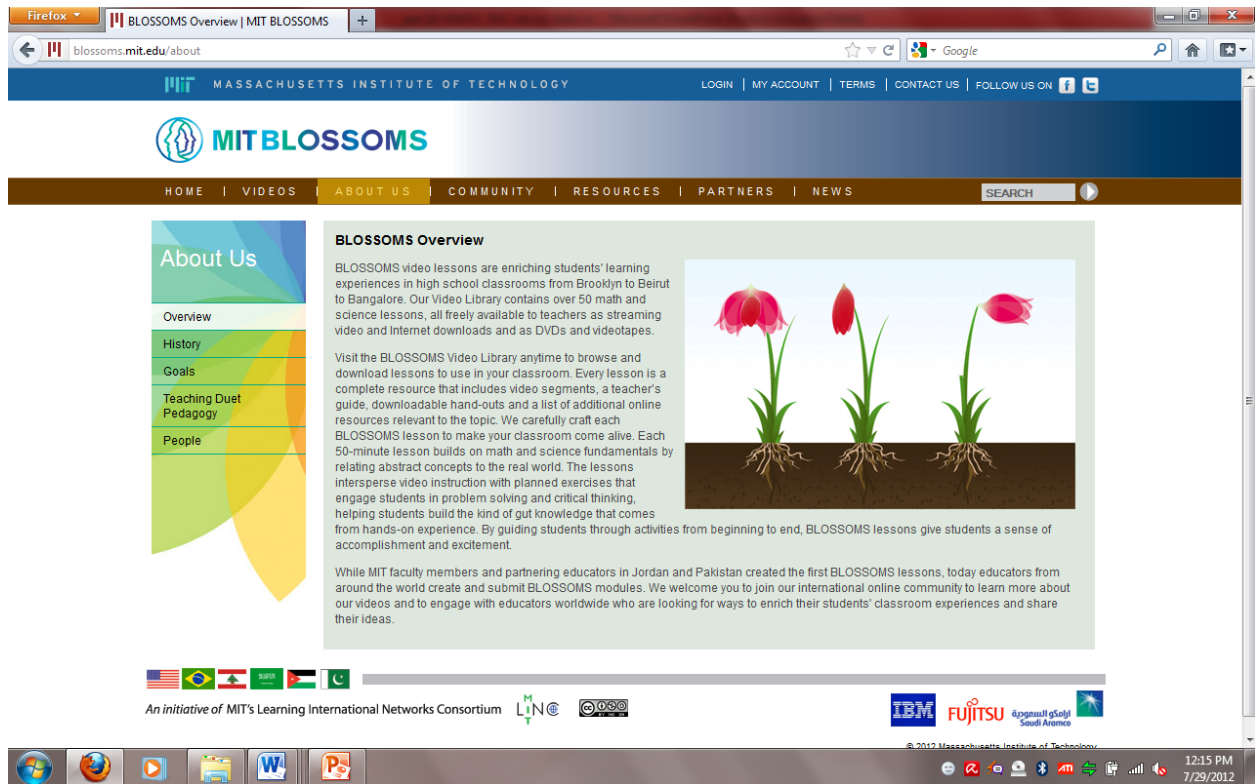 Firefox
BLOSSOMS Overview | MIT BLOSSOMS
blossoms.mit.edu/about
Google
MASSACHUSETTS INSTITUTE OF TECHNOLOGY
LOGIN | MY ACCOUNT | TERMS | CONTACT US | FOLLOW US ON
MIT BLOSSOMS
HOME | VIDEOS | ABOUT US | COMMUNITY | RESOURCES | PARTNERS | NEWS
SEARCH
About Us
Overview
History
Goals
Teaching Duet
Pedagogy
People
BLOSSOMS Overview
BLOSSOMS video lessons are enriching students' learning
experiences in high school classrooms from Brooklyn to Beirut
to Bangalore. Our Video Library contains over 50 math and
science lessons, all freely available to teachers as streaming
video and Internet downloads and as DVDs and videotapes.
Visit the BLOSSOMS Video Library anytime to browse and
download lessons to use in your classroom. Every lesson is a
complete resource that includes video segments, a teacher's
guide, downloadable hand-outs and a list of additional online
resources relevant to the topic. We carefully craft each
BLOSSOMS lesson to make your classroom come alive. Each
50-minute lesson builds on math and science fundamentals by
relating abstract concepts to the real world. The lessons
intersperse video instruction with planned exercises that
engage students in problem solving and critical thinking,
helping students build the kind of gut knowledge that comes
from hands-on experience. By guiding students through activities from beginning to end, BLOSSOMS lessons give students a sense of
accomplishment and excitement.
While MIT faculty members and partnering educators in Jordan and Pakistan created the first BLOSSOMS lessons, today educators from
around the world create and submit BLOSSOMS modules. We welcome you to join our international online community to learn more about
our videos and to engage with educators worldwide who are looking for ways to enrich their students' classroom experiences and share
their ideas.
An initiative of MIT's Learning International Networks Consortium
MIT LINC
BY NC ND
IBM
FUJITSU
أرامكو السعودية
Saudi Aramco
© 2012 Massachusetts Institute of Technology
12:15 PM
7/29/2012